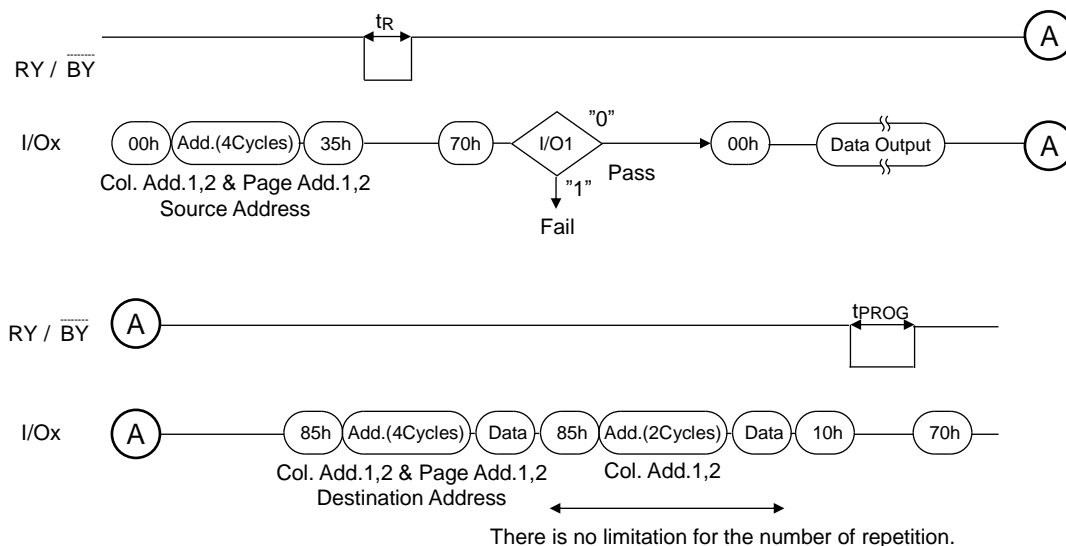 tR
A
RY / BY
I/Ox
00h
Add.(4Cycles)
35h
70h
I/O1
"0"
Pass
"1"
Fail
00h
Data Output
A
Col. Add.1,2 & Page Add.1,2
Source Address
RY / BY
A
tPROG
I/Ox
A
85h
Add.(4Cycles)
Data
85h
Add.(2Cycles)
Data
10h
70h
Col. Add.1,2 & Page Add.1,2
Destination Address
Col. Add.1,2
There is no limitation for the number of repetition.